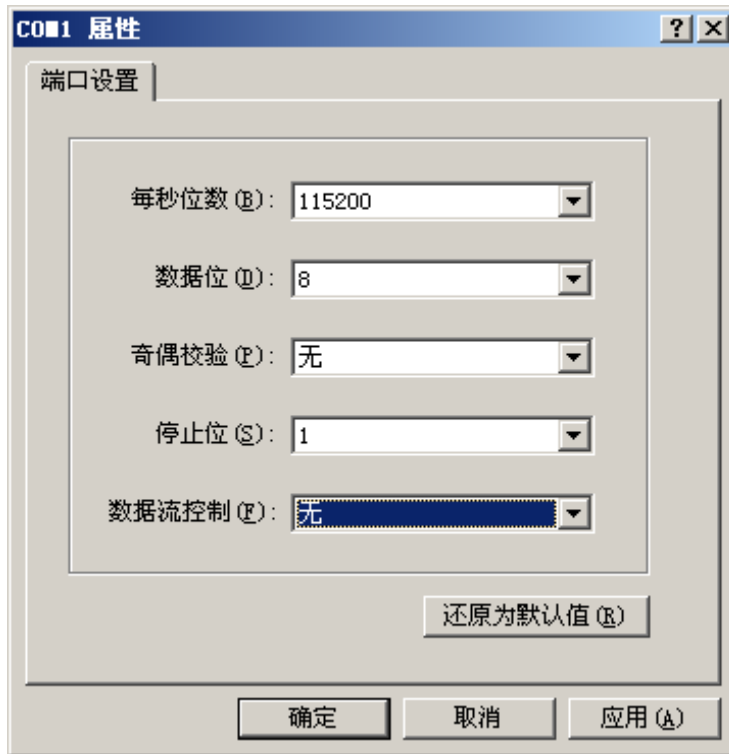 COM1 属性
端口设置
每秒位数(B): 115200
数据位(D): 8
奇偶校验(P): 无
停止位(S): 1
数据流控制(F): 无
还原为默认值(R)
确定 取消 应用(A)